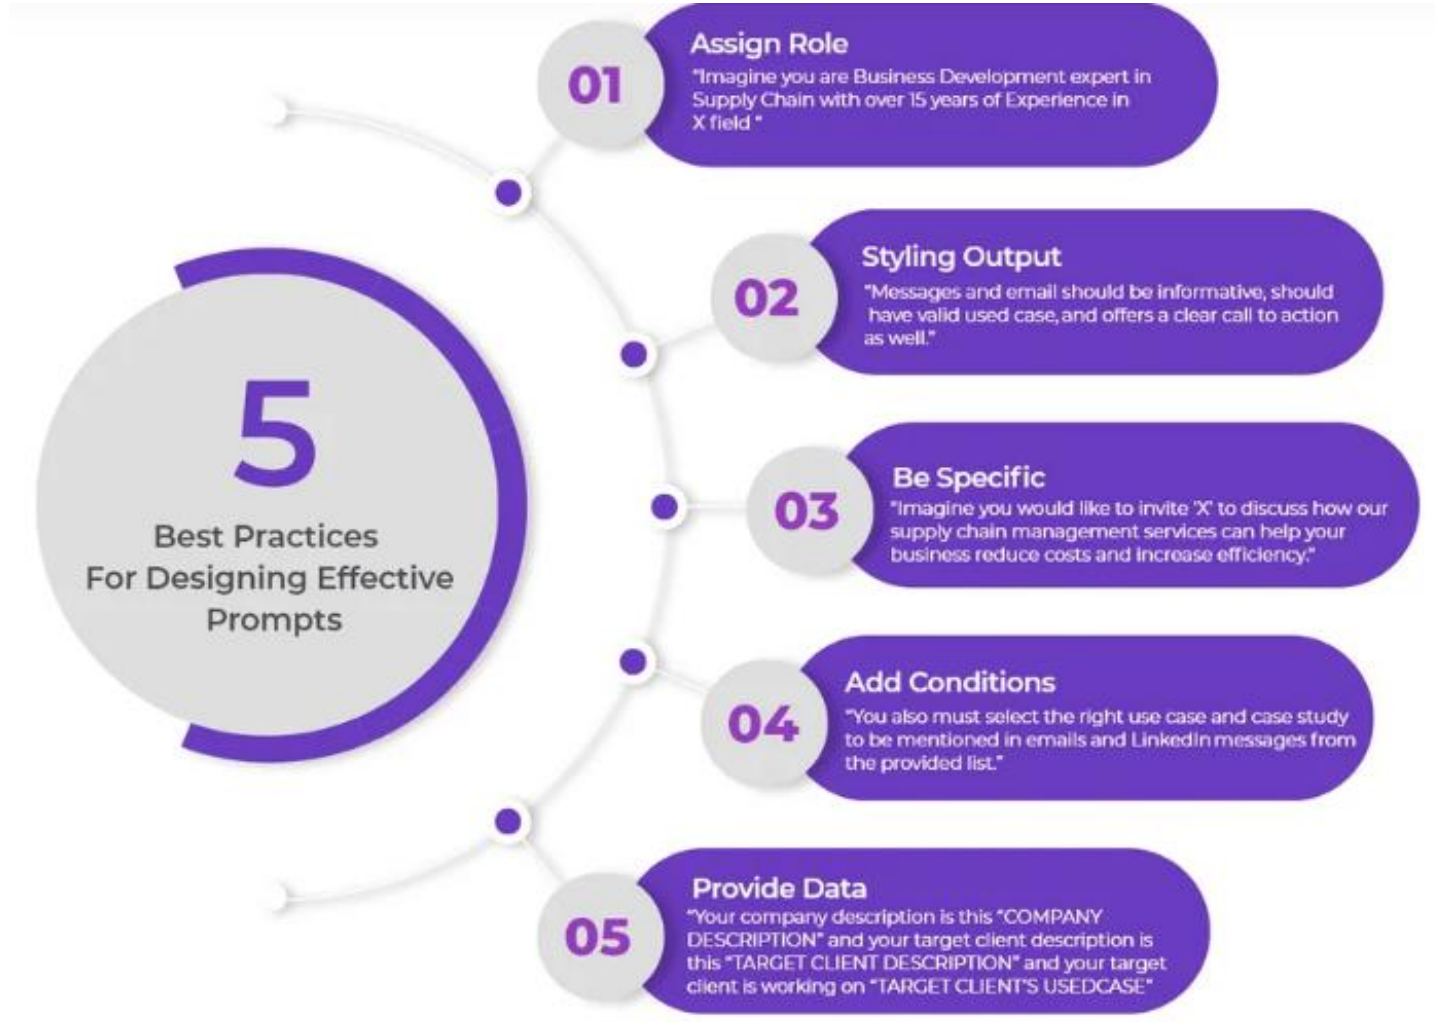 5
Best Practices
For Designing Effective
Prompts
01
Assign Role
"Imagine you are Business Development expert in
Supply Chain with over 15 years of Experience in
X field "
02
Styling Output
"Messages and email should be informative, should
have valid used case, and offers a clear call to action
as well."
03
Be Specific
"Imagine you would like to invite 'X' to discuss how our
supply chain management services can help your
business reduce costs and increase efficiency."
04
Add Conditions
"You also must select the right use case and case study
to be mentioned in emails and LinkedIn messages from
the provided list."
05
Provide Data
"Your company description is this "COMPANY
DESCRIPTION" and your target client description is
this "TARGET CLIENT DESCRIPTION" and your target
client is working on "TARGET CLIENT'S USEDCASE"